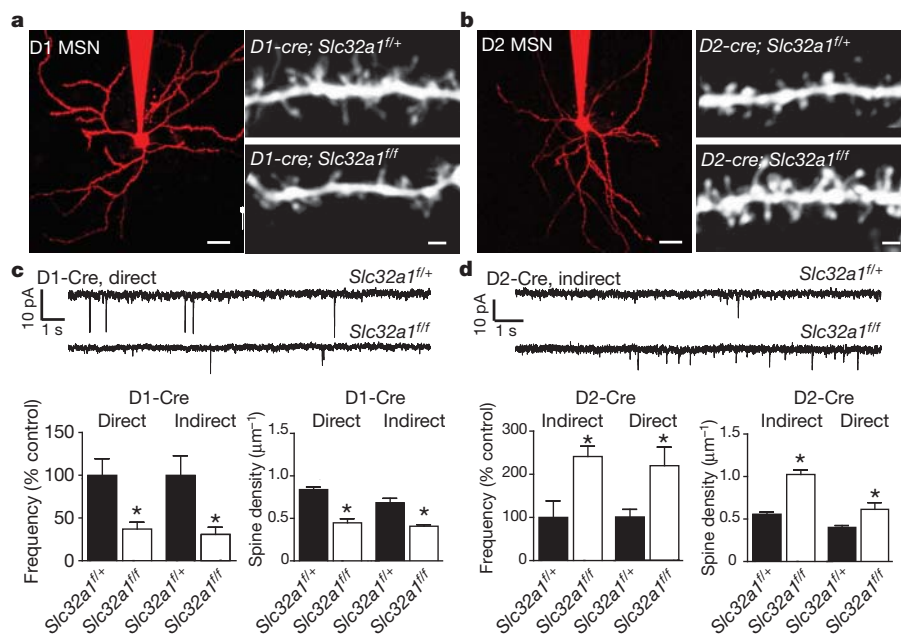 a
D1 MSN
D1-cre; Slc32a1f/+
D1-cre; Slc32a1f/f
b
D2 MSN
D2-cre; Slc32a1f/+
D2-cre; Slc32a1f/f
c
D1-Cre, direct
Slc32a1f/+
10 pA
1 s
Slc32a1f/f
D1-Cre
Direct Indirect
Frequency (% control)
150
100
50
0
* *
Slc32a1f/+ Slc32a1f/f Slc32a1f/+ Slc32a1f/f
D1-Cre
Direct Indirect
Spine density (μm⁻¹)
1.5
1.0
0.5
0
* *
Slc32a1f/+ Slc32a1f/f Slc32a1f/+ Slc32a1f/f
d
D2-Cre, indirect
Slc32a1f/+
10 pA
1 s
Slc32a1f/f
D2-Cre
Indirect Direct
Frequency (% control)
300
200
100
0
* *
Slc32a1f/+ Slc32a1f/f Slc32a1f/+ Slc32a1f/f
D2-Cre
Indirect Direct
Spine density (μm⁻¹)
1.5
1.0
0.5
0
* *
Slc32a1f/+ Slc32a1f/f Slc32a1f/+ Slc32a1f/f